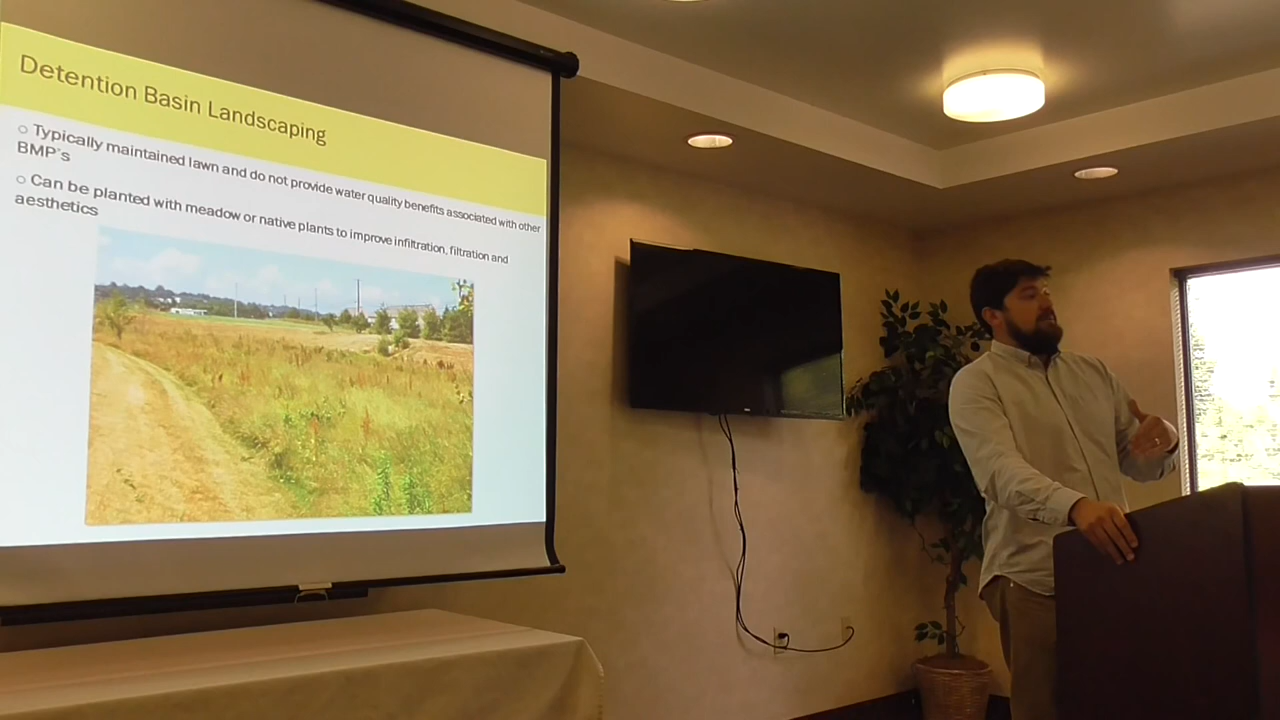 Detention Basin Landscaping
○ Typically maintained lawn and do not provide water quality benefits associated with other
BMP's
○ Can be planted with meadow or native plants to improve infiltration, filtration and
aesthetics